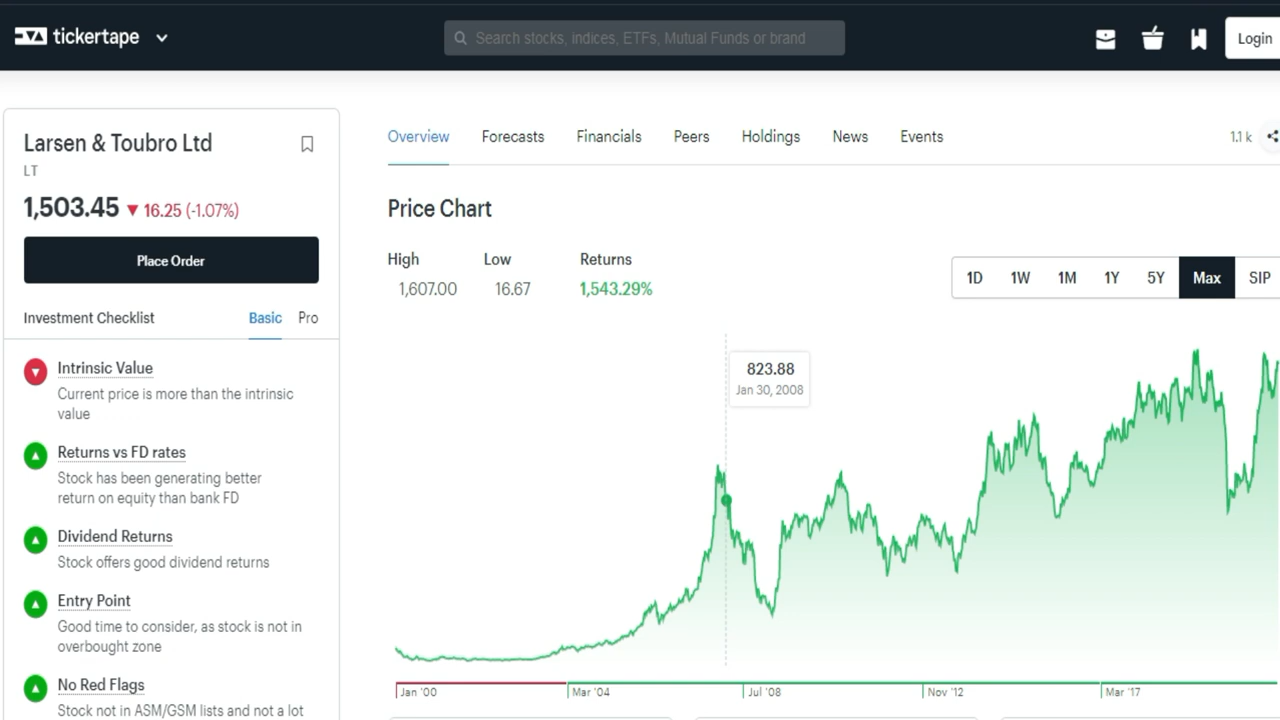 tickertape
Search stocks, indices, ETFs, Mutual Funds or brand
Login
Larsen & Toubro Ltd
LT
1,503.45 ▼ 16.25 (-1.07%)
Place Order
Investment Checklist Basic Pro
Intrinsic Value
Current price is more than the intrinsic
value
Returns vs FD rates
Stock has been generating better
return on equity than bank FD
Dividend Returns
Stock offers good dividend returns
Entry Point
Good time to consider, as stock is not in
overbought zone
No Red Flags
Stock not in ASM/GSM lists and not a lot
Overview Forecasts Financials Peers Holdings News Events 1.1 k
Price Chart
High Low Returns
1,607.00 16.67 1,543.29%
1D 1W 1M 1Y 5Y Max SIP
823.88
Jan 30, 2008
Jan '00 Mar '04 Jul '08 Nov '12 Mar '17